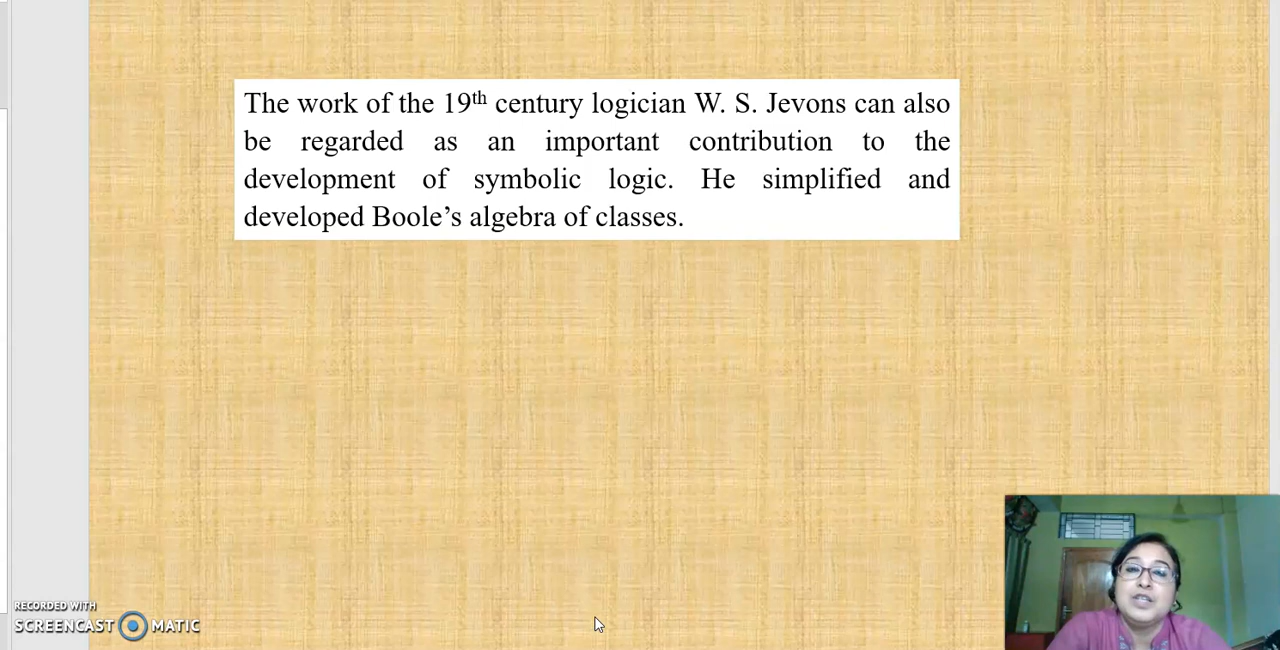 The work of the 19th century logician W. S. Jevons can also
be regarded as an important contribution to the
development of symbolic logic. He simplified and
developed Boole’s algebra of classes.
RECORDED WITH
SCREENCAST MATIC